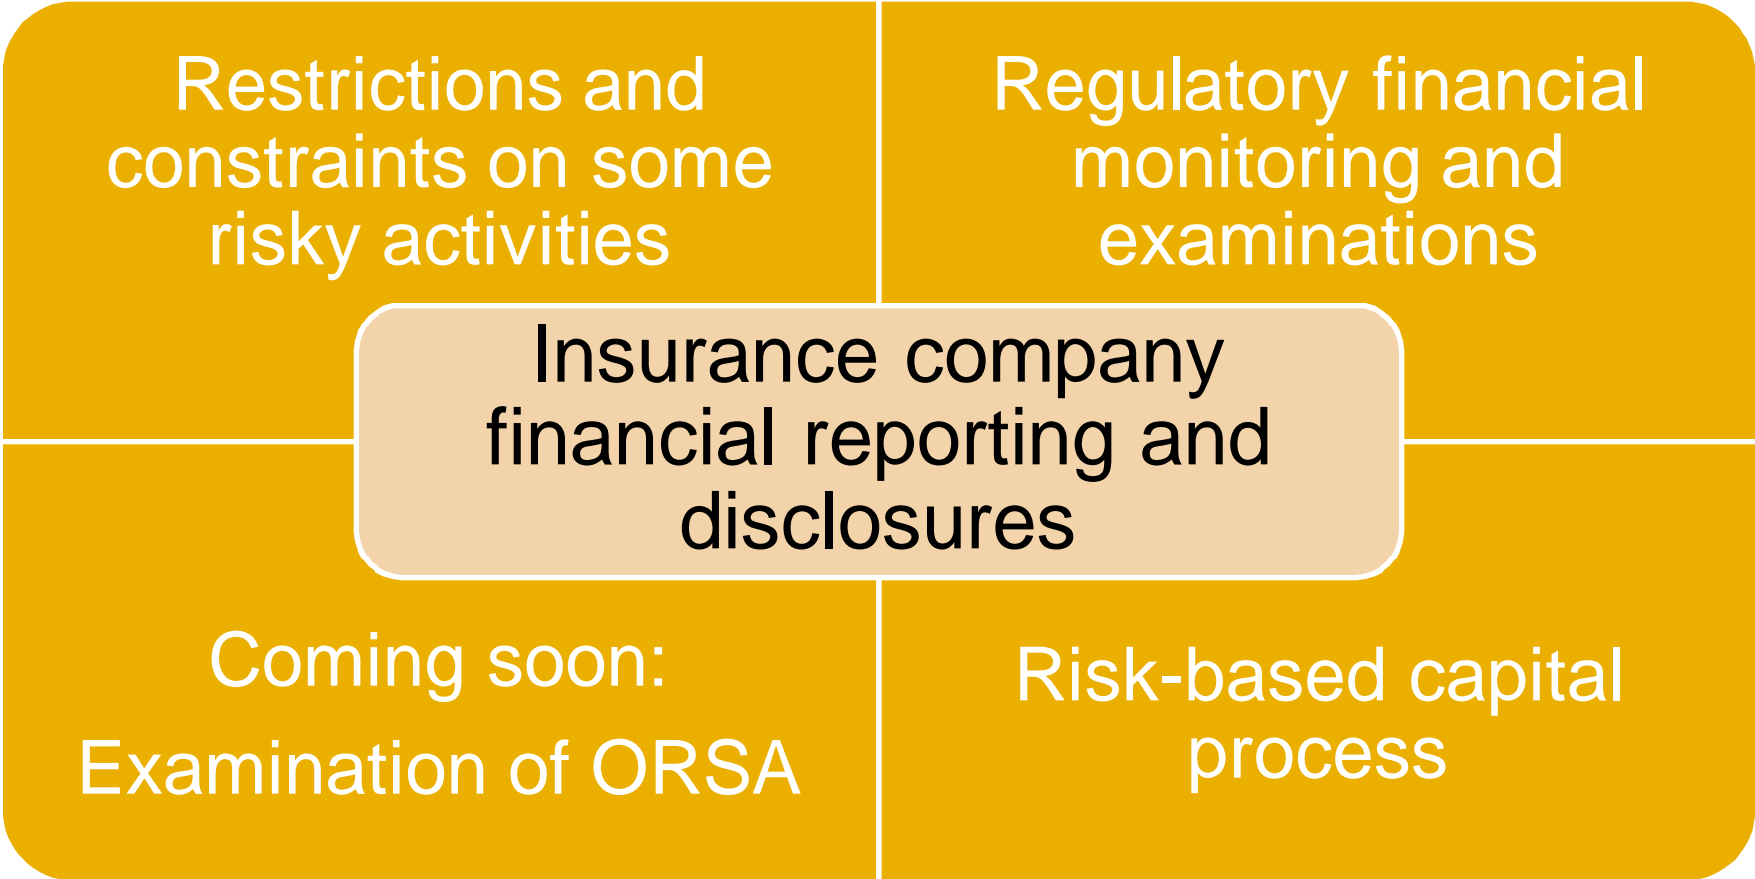 Restrictions and
constraints on some
risky activities
Regulatory financial
monitoring and
examinations
Insurance company
financial reporting and
disclosures
Coming soon:
Examination of ORSA
Risk-based capital
process